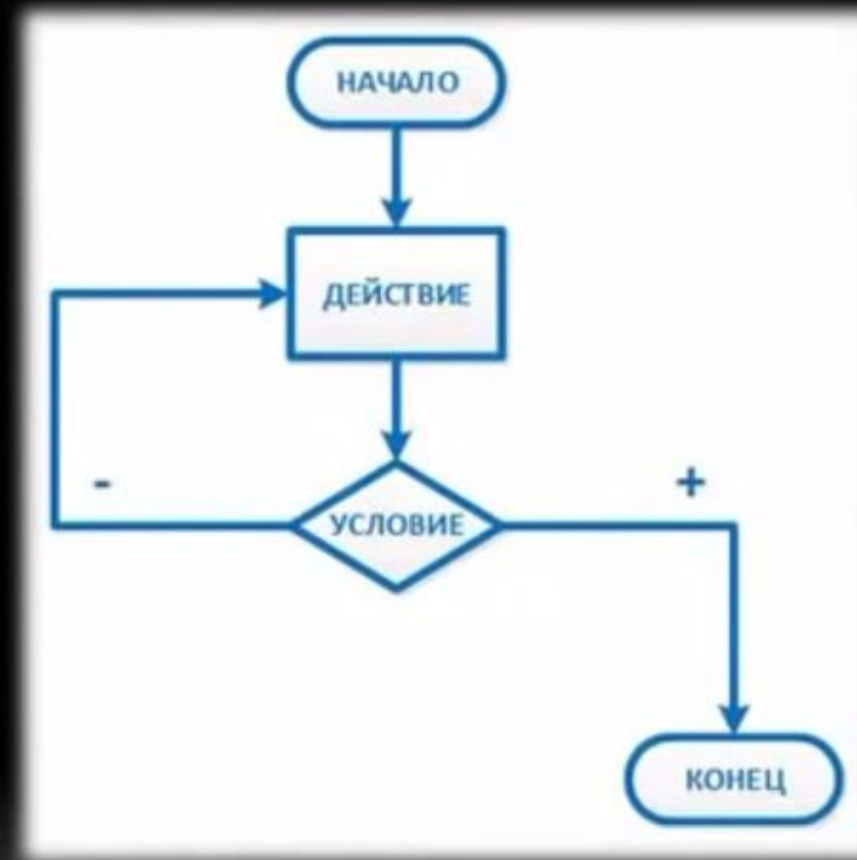 НАЧАЛО
ДЕЙСТВИЕ
-
+
УСЛОВИЕ
КОНЕЦ